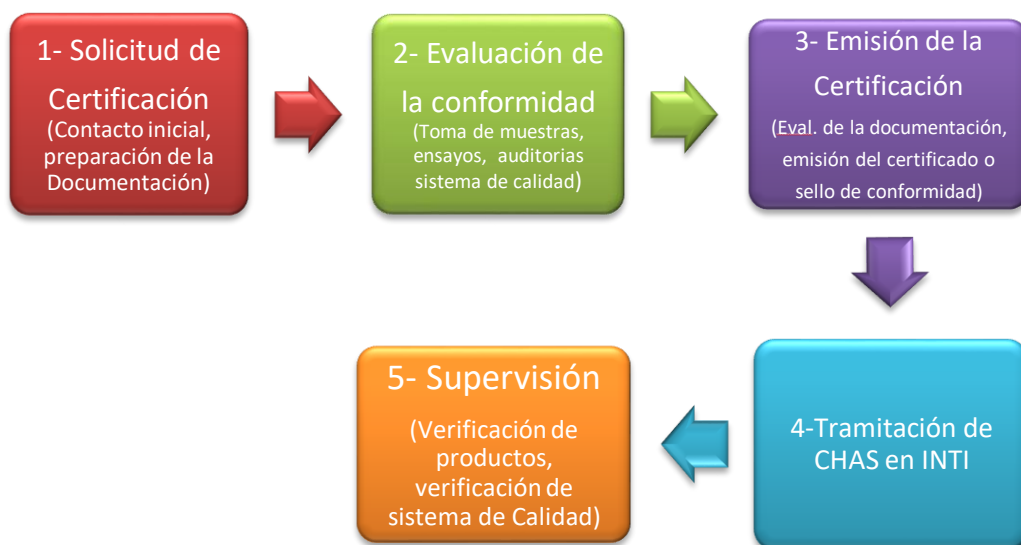 1- Solicitud de
Certificación
(Contacto inicial,
preparación de la
Documentación)
2- Evaluación de
la conformidad
(Toma de muestras,
ensayos, auditorias
sistema de calidad)
3- Emisión de la
Certificación
(Eval. de la documentación,
emisión del certificado o
sello de conformidad)
4-Tramitación de
CHAS en INTI
5- Supervisión
(Verificación de
productos,
verificación de
sistema de Calidad)